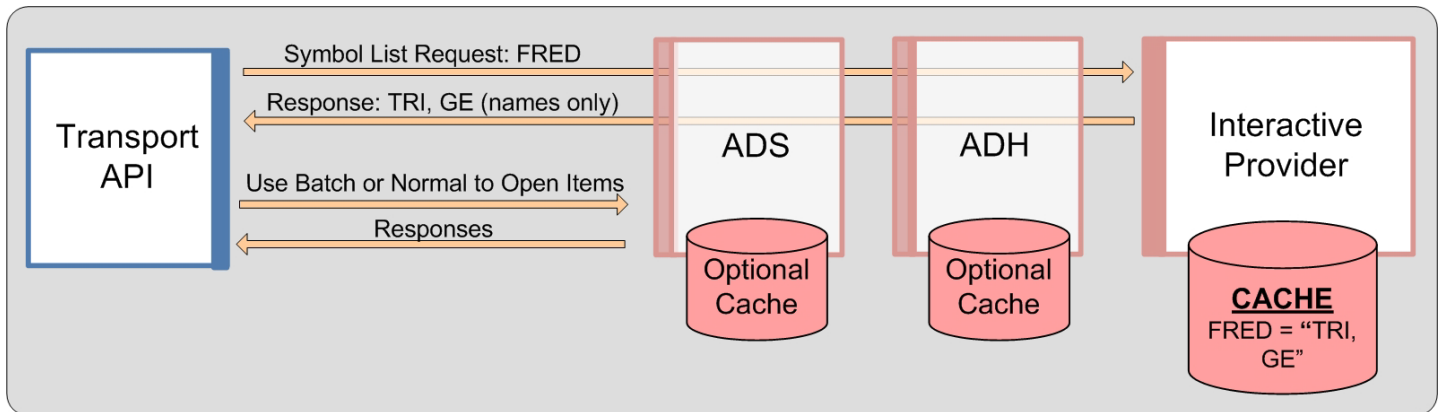 Symbol List Request: FRED
Response: TRI, GE (names only)
Transport
API
Use Batch or Normal to Open Items
Responses
ADS
ADH
Interactive
Provider
Optional
Cache
Optional
Cache
CACHE
FRED = “TRI,
GE”